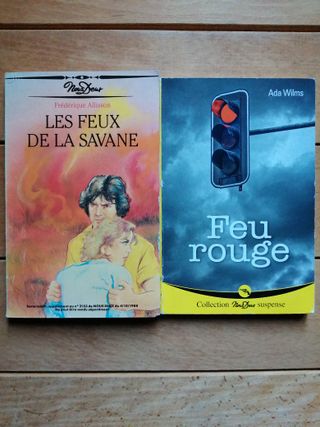 Nous Deux
Frédérique Allison
LES FEUX
DE LA SAVANE
Ada Wilms
Feu
rouge
Collection Nous Deux suspense